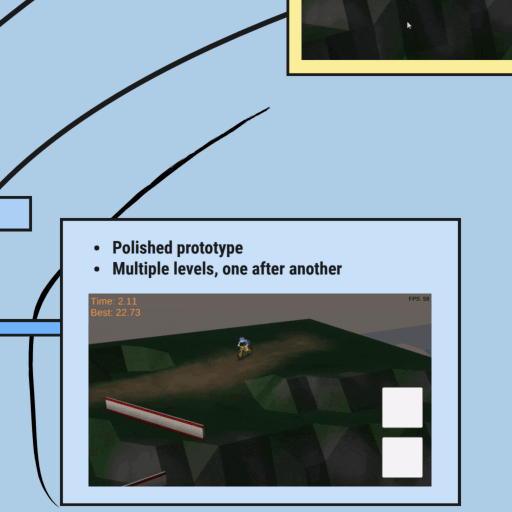 Polished prototype
Multiple levels, one after another
Time: 2.11
FPS: 58
Best: 22.73